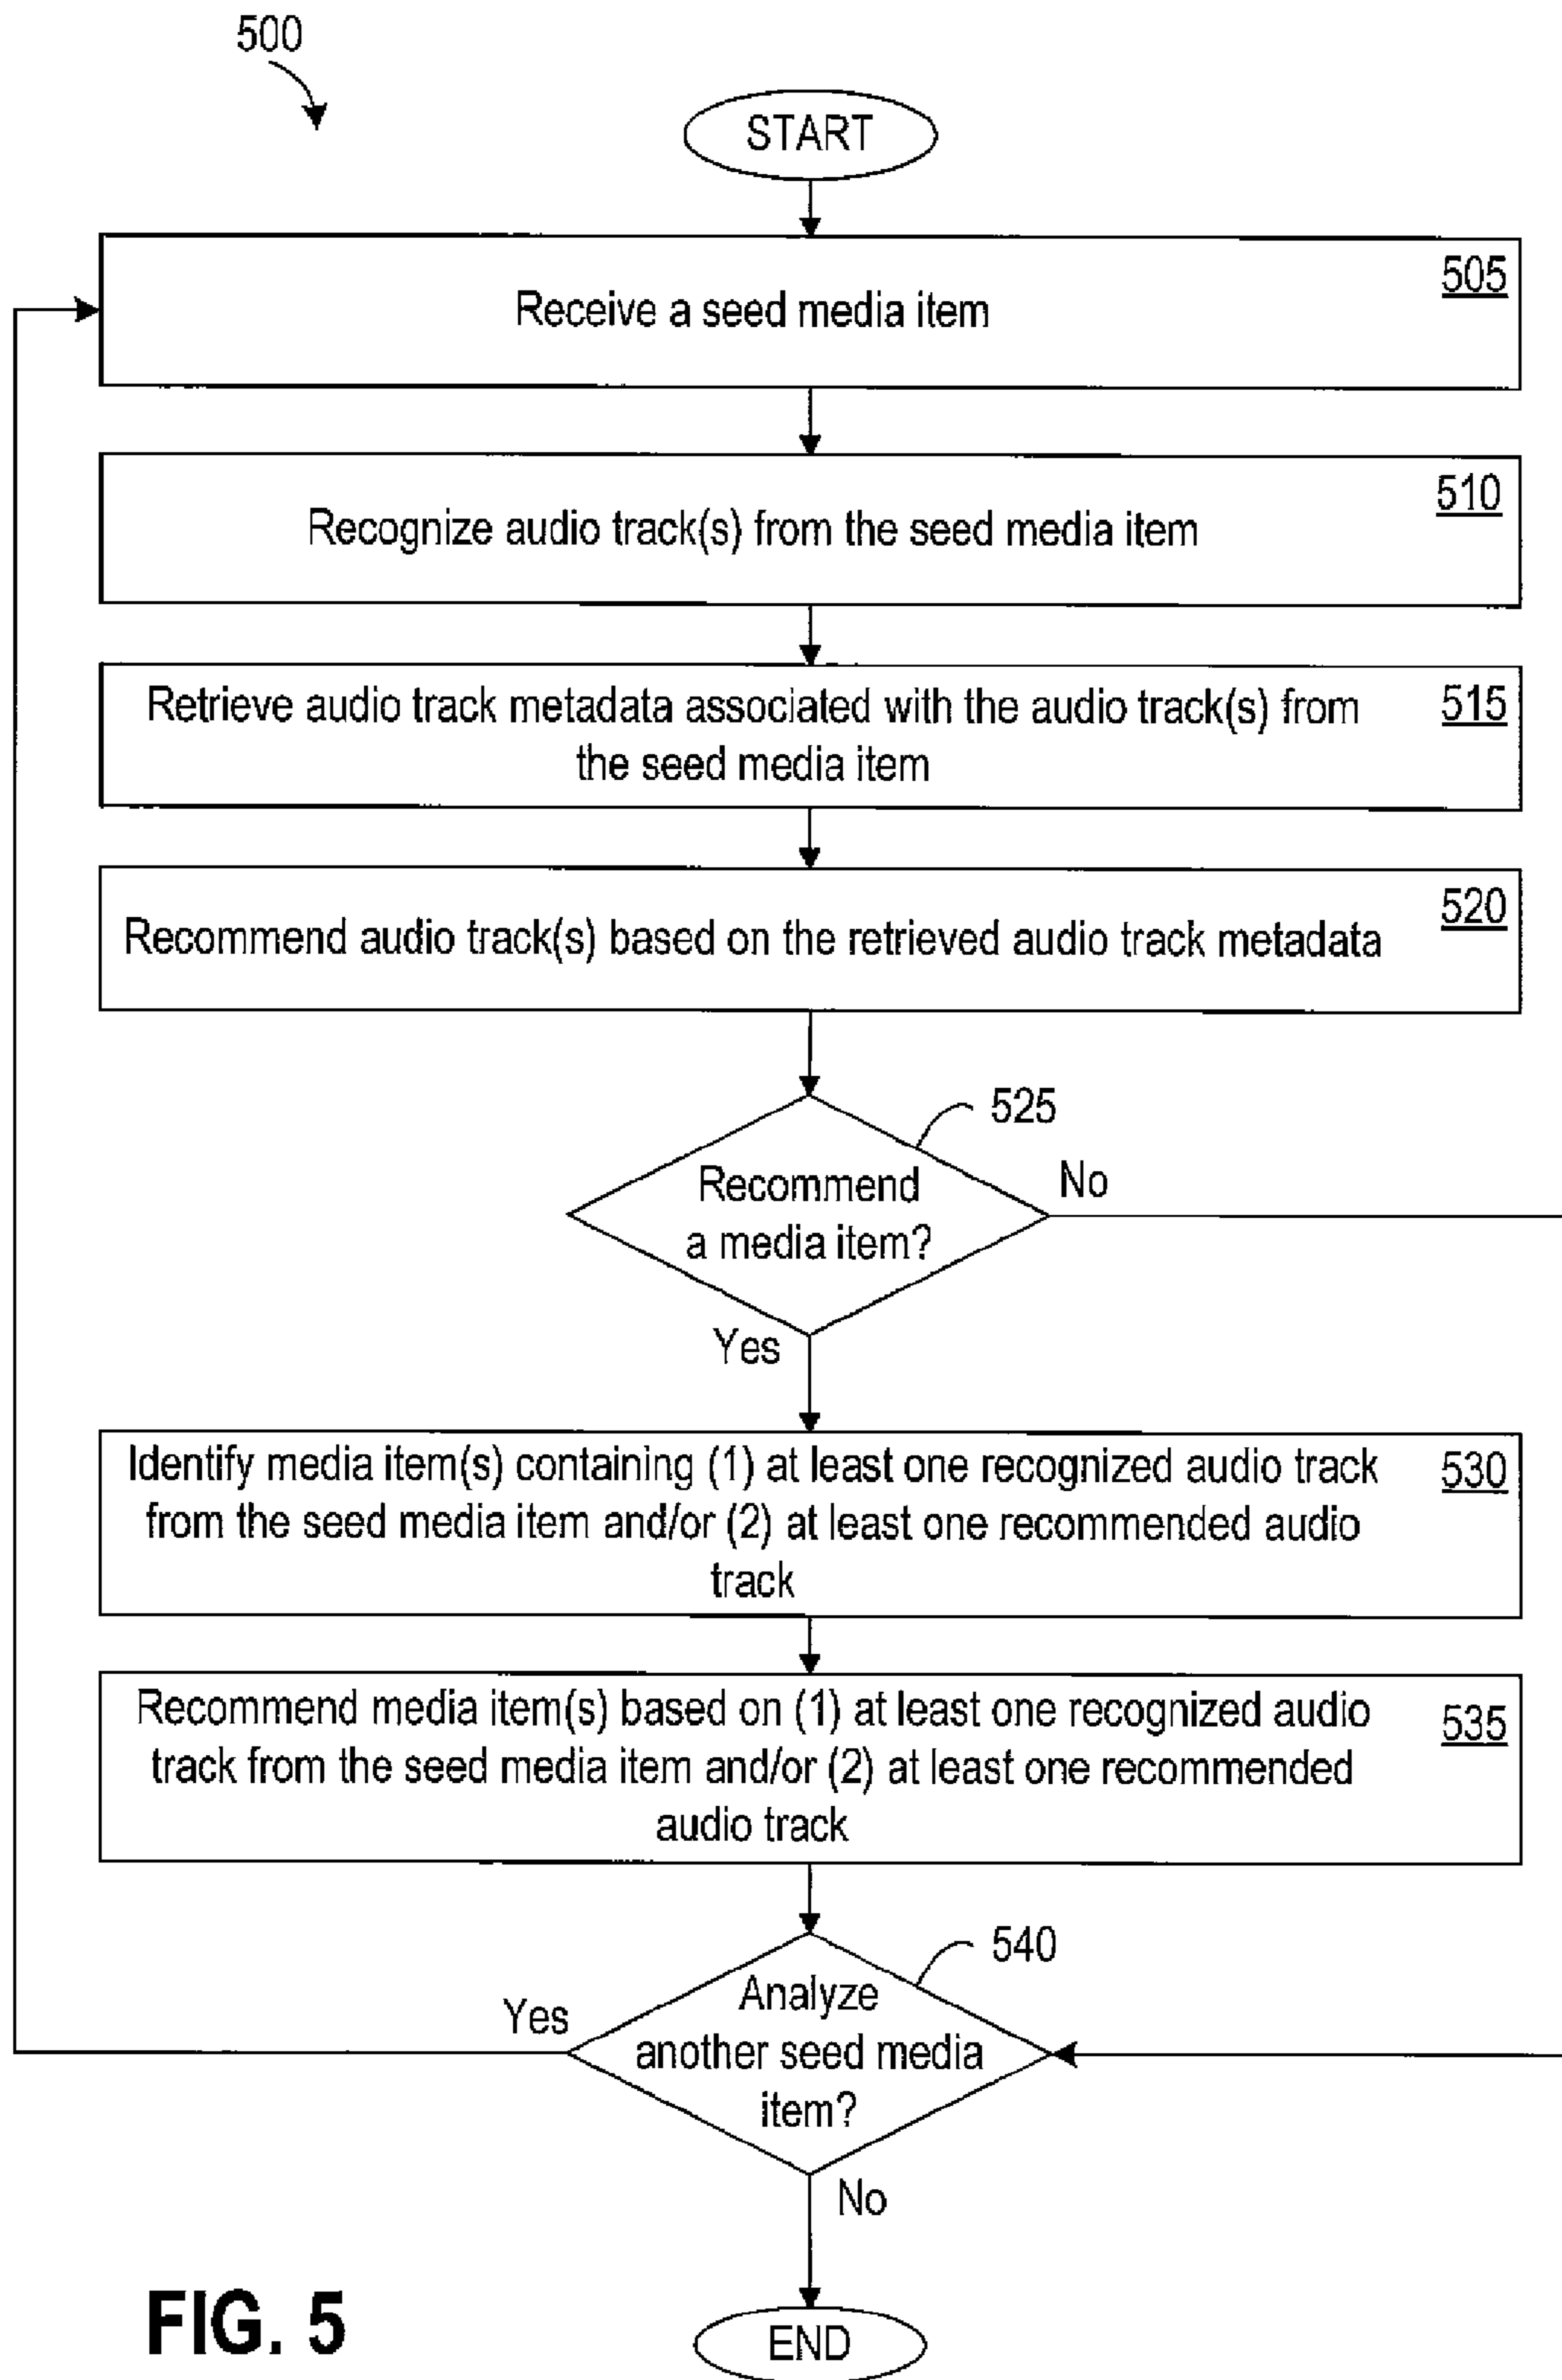 500
START
Receive a seed media item
505
Recognize audio track(s) from the seed media item
510
Retrieve audio track metadata associated with the audio track(s) from
the seed media item
515
Recommend audio track(s) based on the retrieved audio track metadata
520
525
Recommend
a media item?
No
Yes
Identify media item(s) containing (1) at least one recognized audio track
from the seed media item and/or (2) at least one recommended audio
track
530
Recommend media item(s) based on (1) at least one recognized audio
track from the seed media item and/or (2) at least one recommended
audio track
535
540
Analyze
another seed media
item?
Yes
No
END
FIG. 5